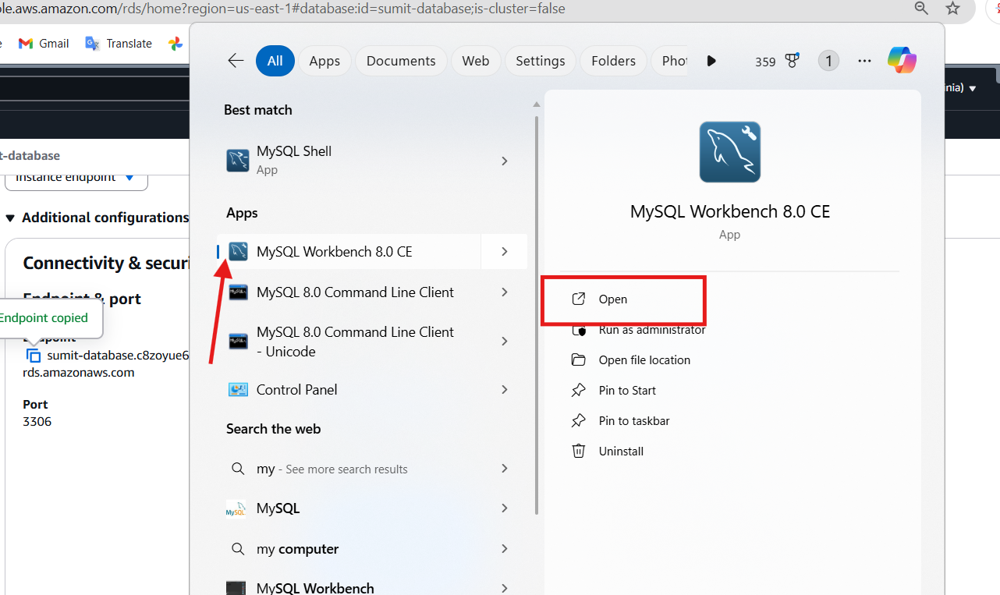 le.aws.amazon.com/rds/home?region=us-east-1#database:id=sumit-database;is-cluster=false
Gmail
Translate
All
Apps
Documents
Web
Settings
Folders
Phot
359
1
nia)
Best match
MySQL Shell
App
Apps
MySQL Workbench 8.0 CE
MySQL 8.0 Command Line Client
MySQL 8.0 Command Line Client
- Unicode
Control Panel
Search the web
my - See more search results
MySQL
MySQL
my computer
MySQL Workbench
MySQL Workbench 8.0 CE
App
Open
Run as administrator
Open file location
Pin to Start
Pin to taskbar
Uninstall
t-database
Instance endpoint
Additional configurations
Connectivity & securi
Endpoint & port
Endpoint copied
Endpoint
sumit-database.c8zoyue6
rds.amazonaws.com
Port
3306